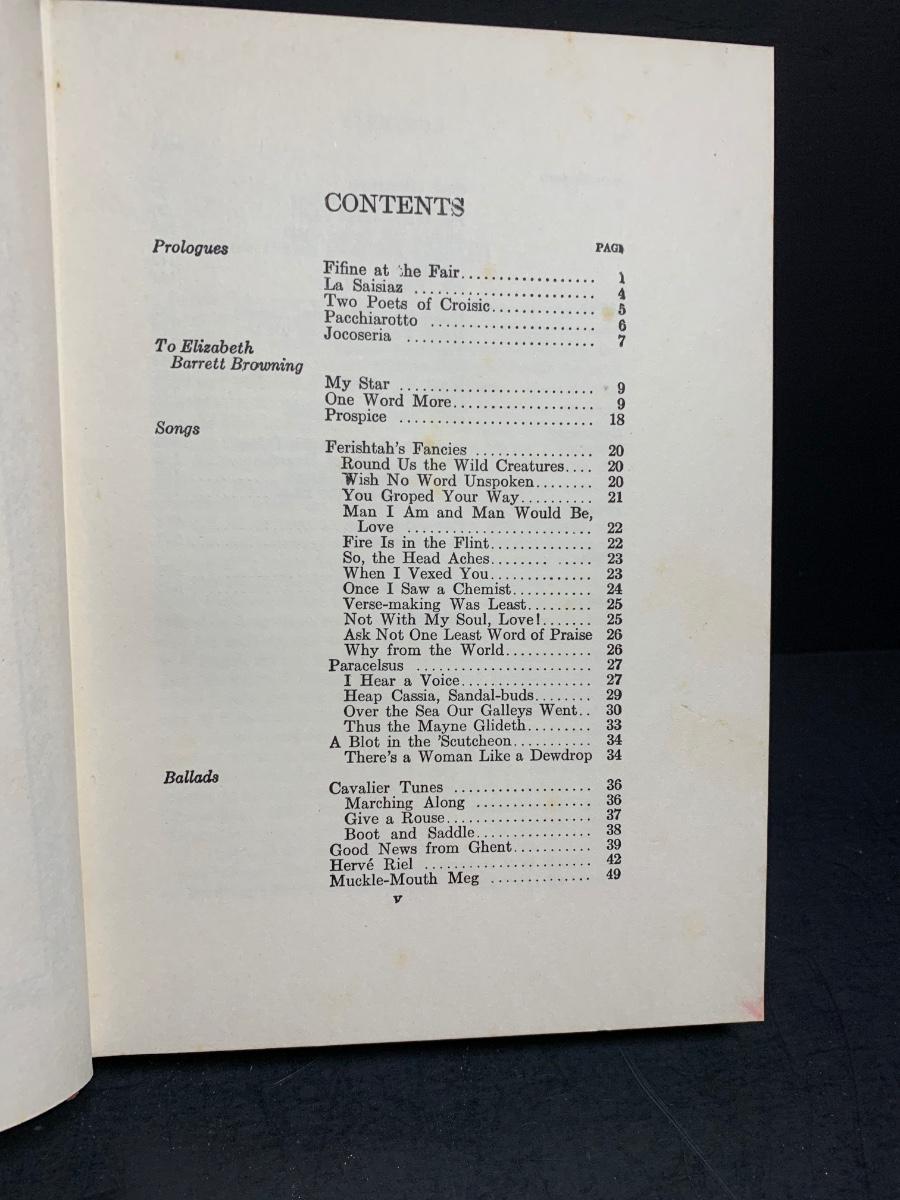 CONTENTS
Prologues PAGE
Fifine at the Fair.................. 1
La Saisiaz ........................ 4
Two Poets of Croisic.............. 5
Pacchiarotto ...................... 6
Jocoseria ......................... 7
To Elizabeth
Barrett Browning
My Star .......................... 9
One Word More................... 9
Prospice .......................... 18
Songs
Ferishtah's Fancies ................ 20
Round Us the Wild Creatures.... 20
Wish No Word Unspoken........ 20
You Groped Your Way.......... 21
Man I Am and Man Would Be,
Love ......................... 22
Fire Is in the Flint.............. 22
So, the Head Aches........ ..... 23
When I Vexed You.............. 23
Once I Saw a Chemist........... 24
Verse-making Was Least......... 25
Not With My Soul, Love!....... 25
Ask Not One Least Word of Praise 26
Why from the World............ 26
Paracelsus ........................ 27
I Hear a Voice.................. 27
Heap Cassia, Sandal-buds........ 29
Over the Sea Our Galleys Went.. 30
Thus the Mayne Glideth......... 33
A Blot in the 'Scutcheon........... 34
There's a Woman Like a Dewdrop 34
Ballads
Cavalier Tunes ................... 36
Marching Along ................ 36
Give a Rouse.................... 37
Boot and Saddle................ 38
Good News from Ghent........... 39
Hervé Riel ....................... 42
Muckle-Mouth Meg .............. 49
v